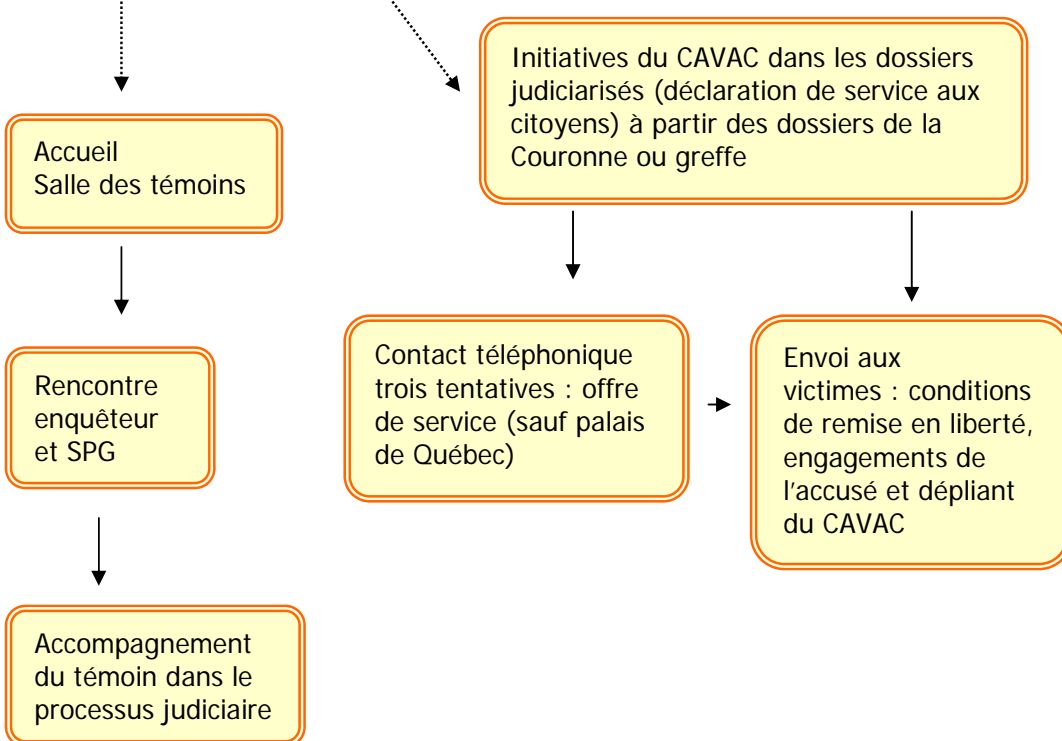 Initiatives du CAVAC dans les dossiers
judiciarisés (déclaration de service aux
citoyens) à partir des dossiers de la
Couronne ou greffe
Accueil
Salle des témoins
Rencontre
enquêteur
et SPG
Contact téléphonique
trois tentatives : offre
de service (sauf palais
de Québec)
Envoi aux
victimes : conditions
de remise en liberté,
engagements de
l'accusé et dépliant
du CAVAC
Accompagnement
du témoin dans le
processus judiciaire